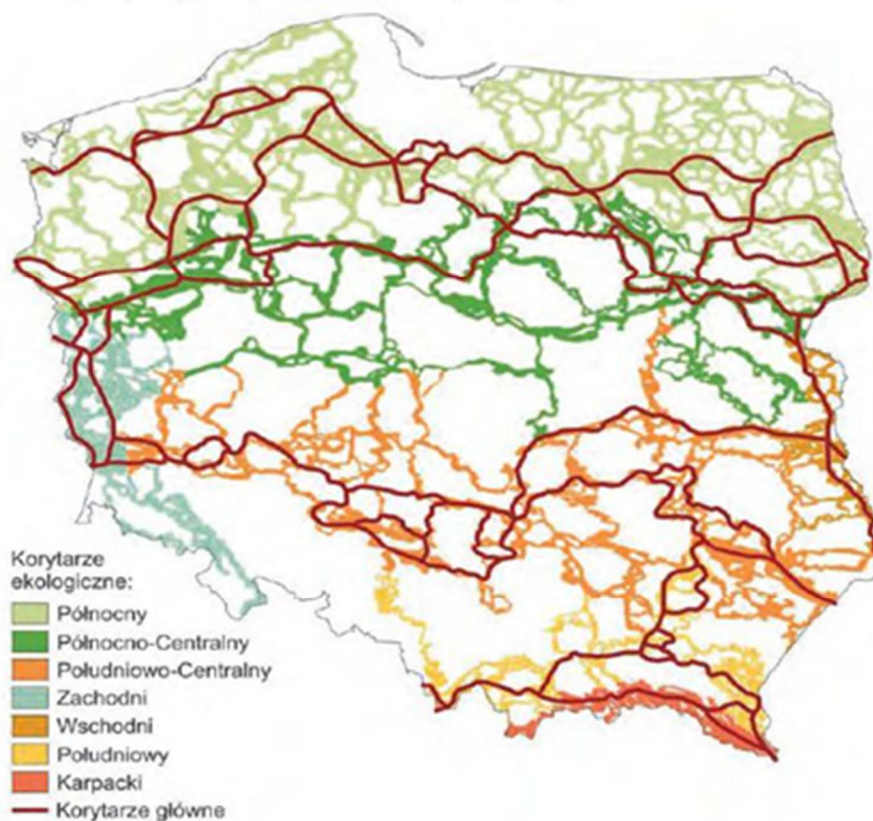 Korytarze
ekologiczne:
Północny
Północno-Centralny
Południowo-Centralny
Zachodni
Wschodni
Południowy
Karpacki
Korytarze główne